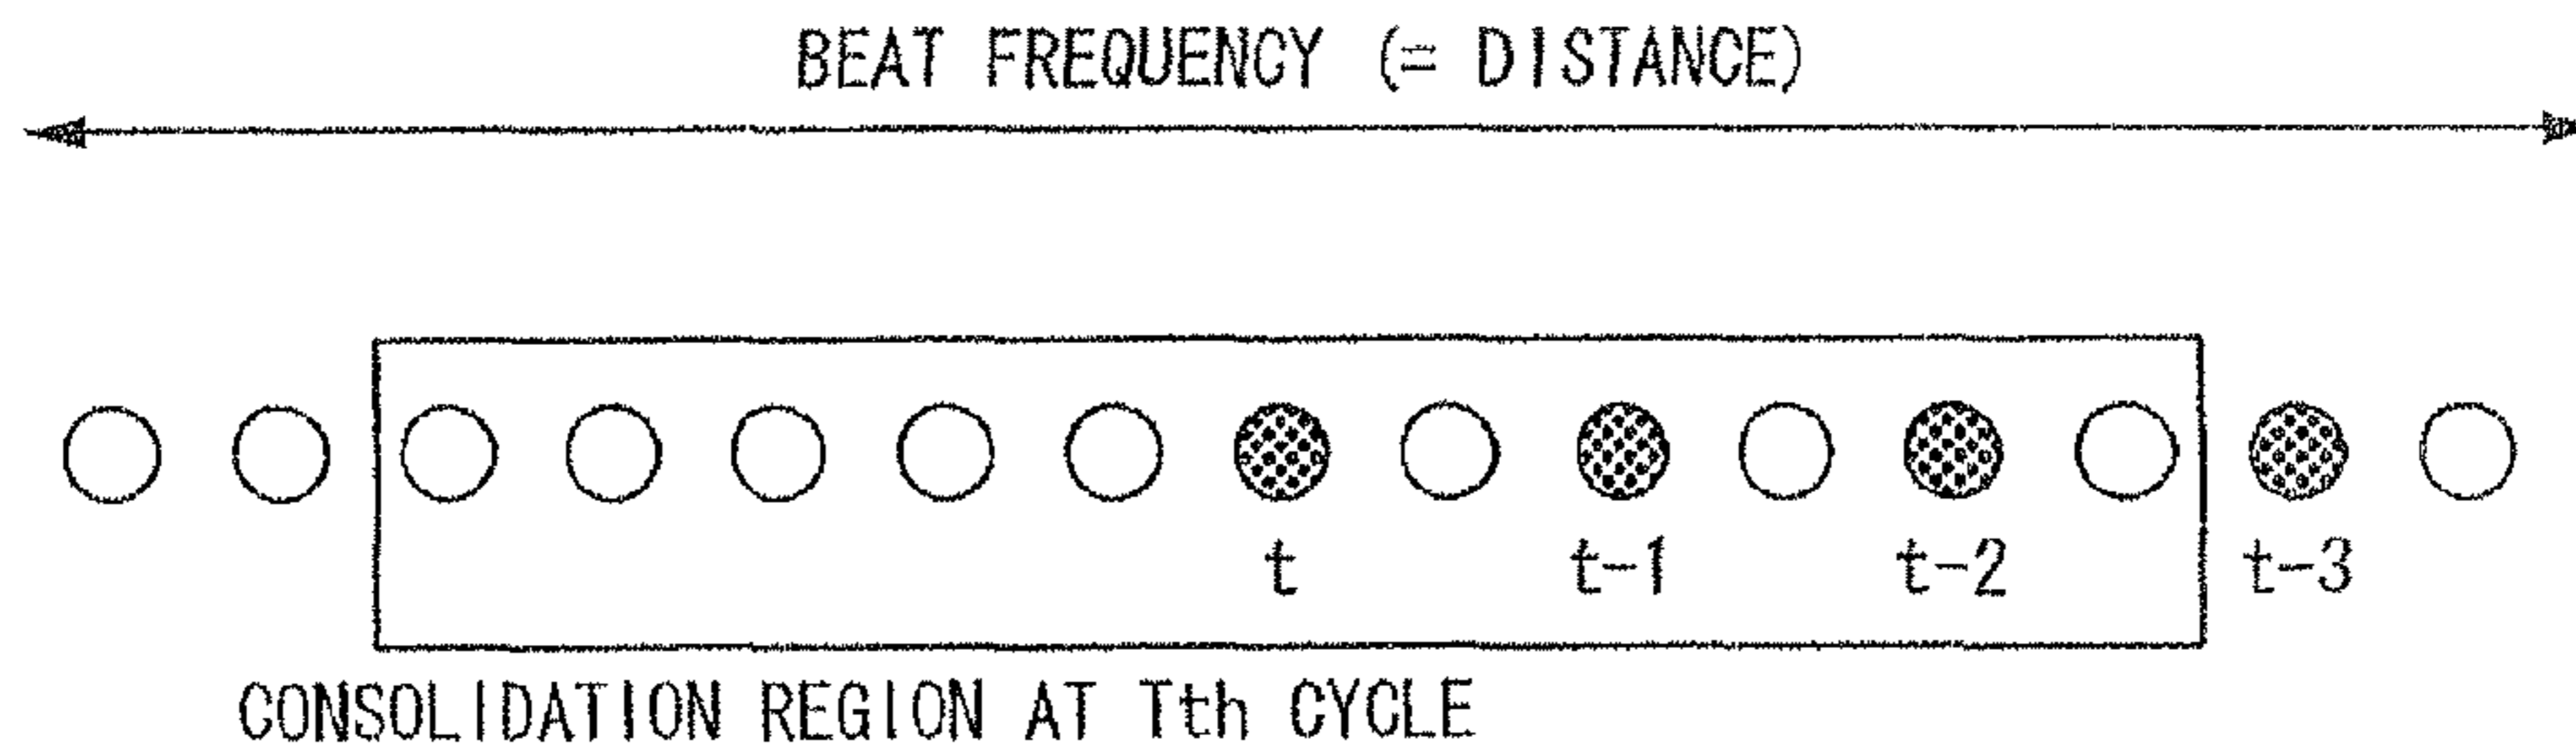 BEAT FREQUENCY (= DISTANCE)
t t-1 t-2 t-3
CONSOLIDATION REGION AT Tth CYCLE